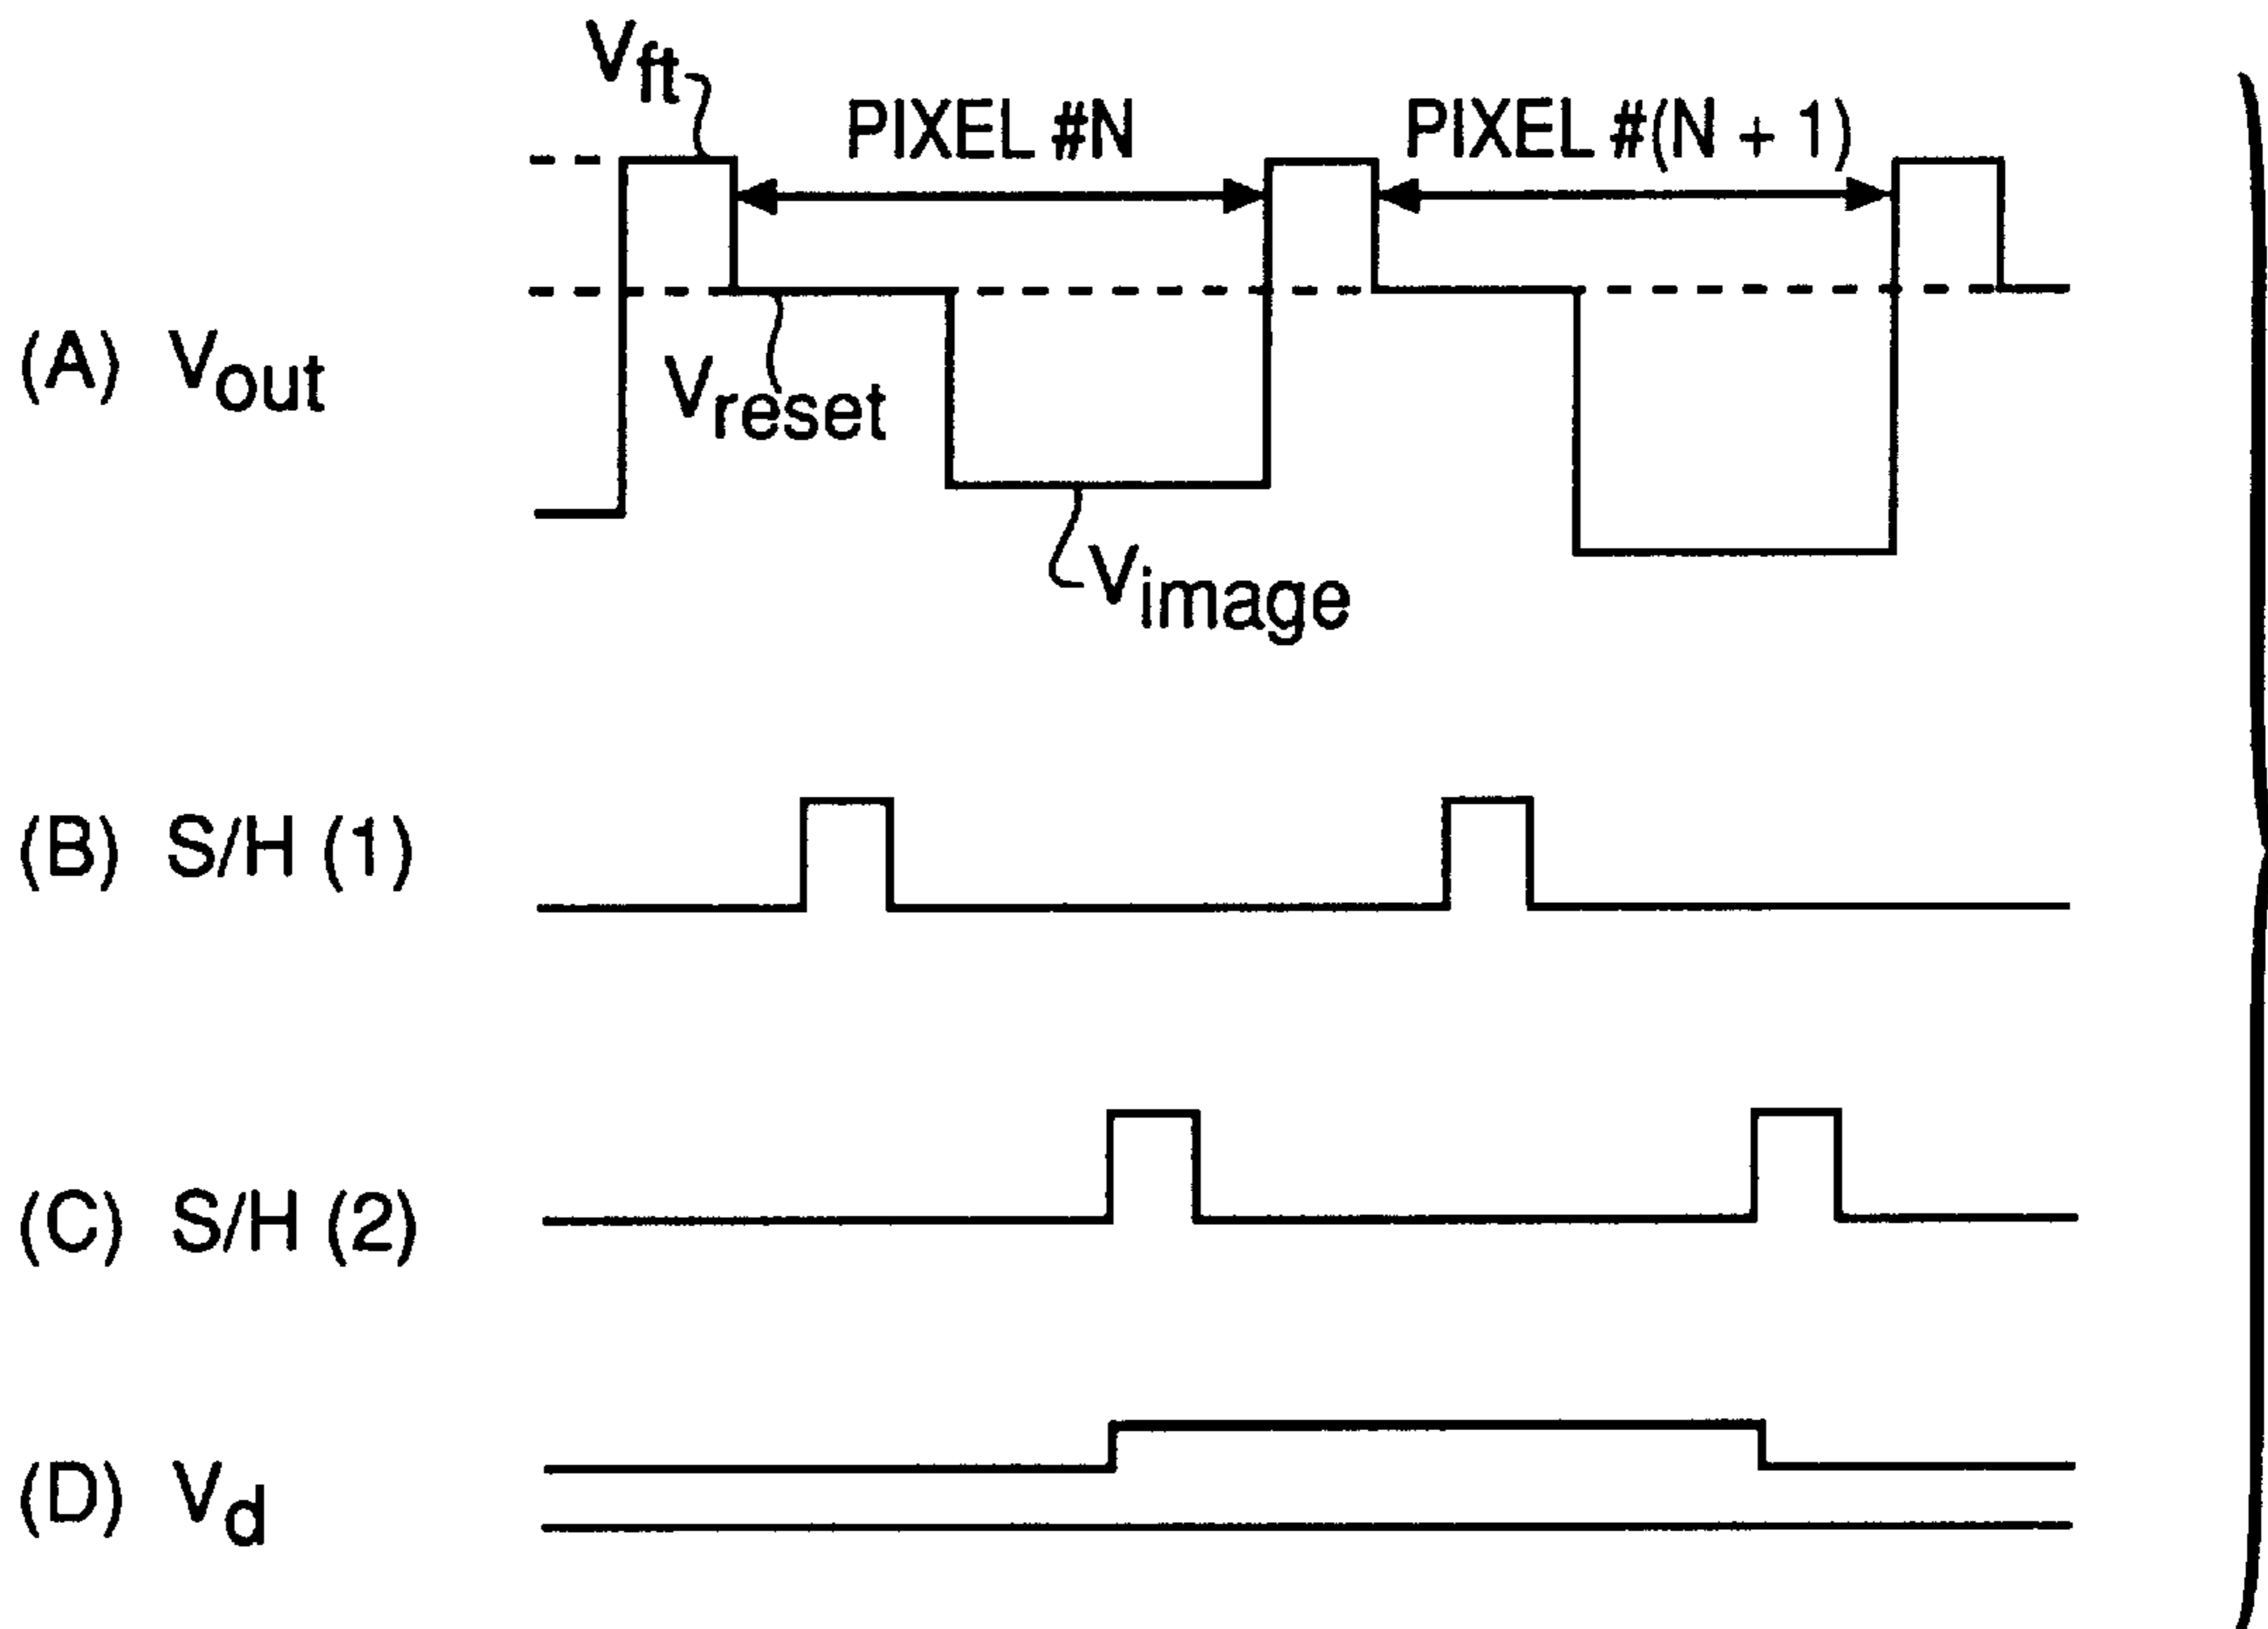 Vft
PIXEL #N
PIXEL #(N + 1)
(A) Vout
Vreset
Vimage
(B) S/H (1)
(C) S/H (2)
(D) Vd